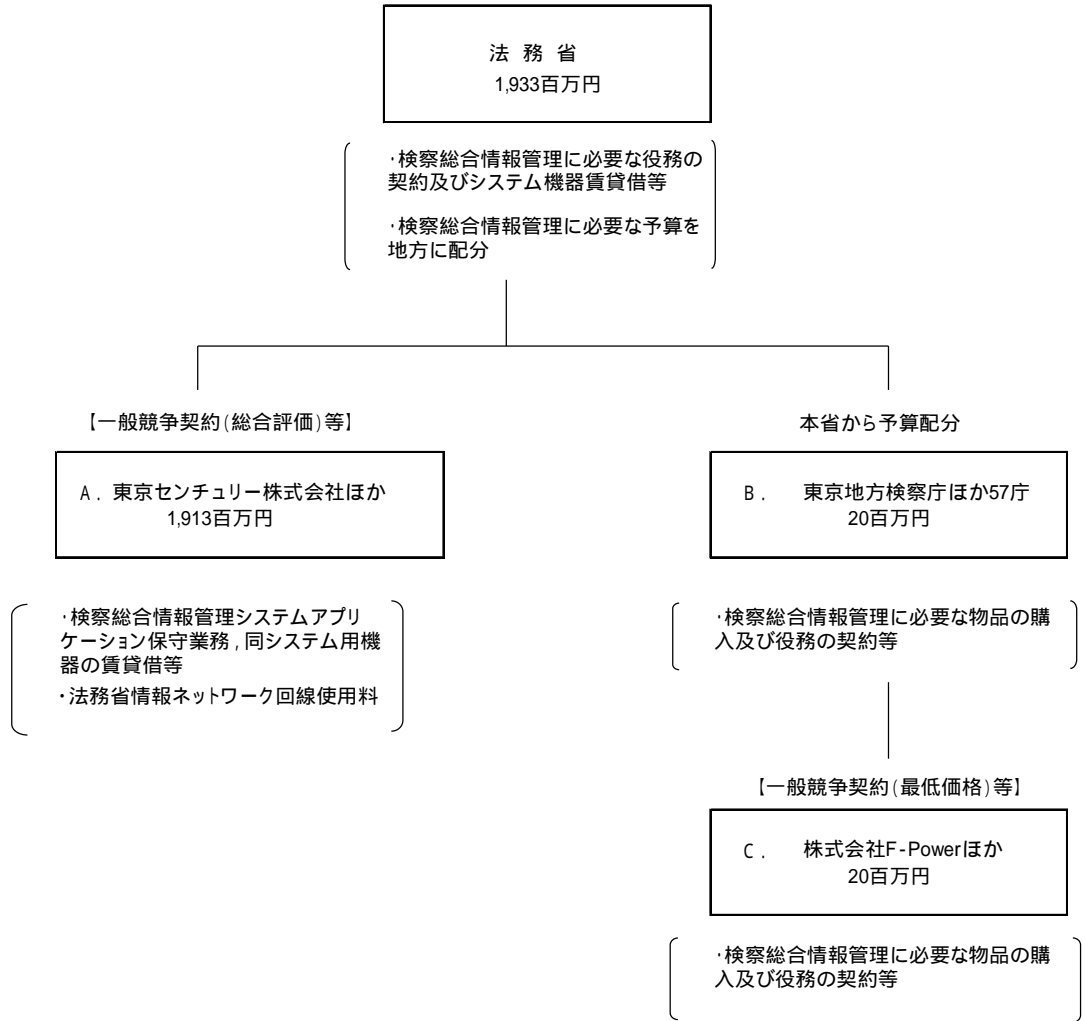 法 務 省
1,933百万円
・検察総合情報管理に必要な役務の
契約及びシステム機器賃貸借等
・検察総合情報管理に必要な予算を
地方に配分
【一般競争契約(総合評価)等】
A． 東京センチュリー株式会社ほか
1,913百万円
・検察総合情報管理システムアプリ
ケーション保守業務，同システム用機
器の賃貸借等
・法務省情報ネットワーク回線使用料
本省から予算配分
B． 東京地方検察庁ほか57庁
20百万円
・検察総合情報管理に必要な物品の購
入及び役務の契約等
【一般競争契約(最低価格)等】
C． 株式会社F-Powerほか
20百万円
・検察総合情報管理に必要な物品の購
入及び役務の契約等